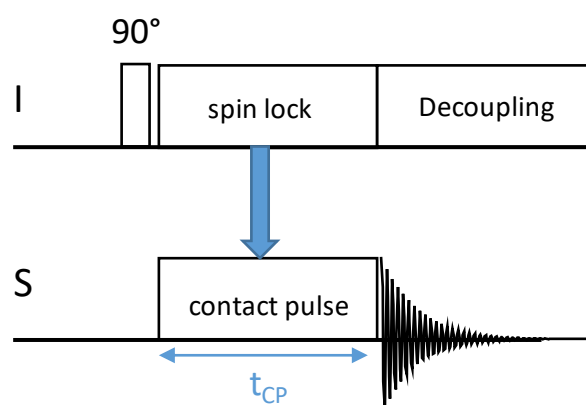 90°
I
spin lock
Decoupling
S
contact pulse
tCP